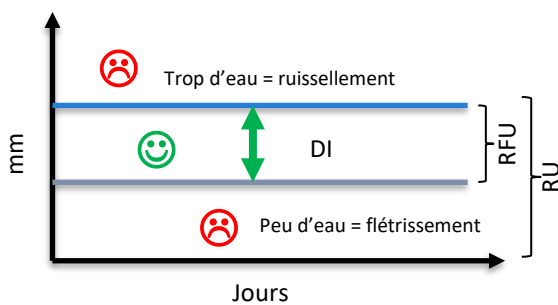 Trop d'eau = ruissellement
mm
DI
RFU
RU
Peu d'eau = flétrissement
Jours